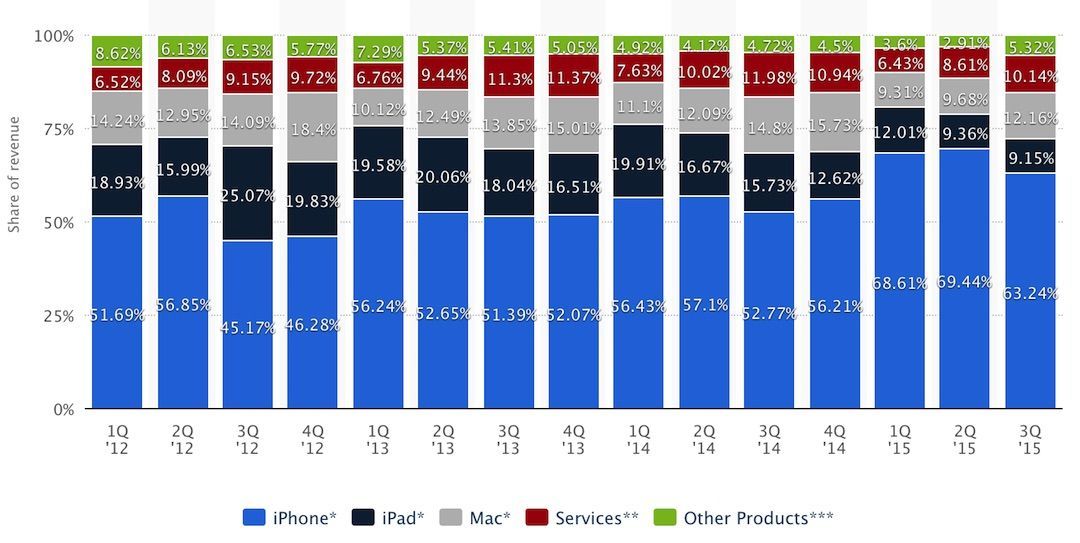 100%
75%
50%
25%
0%
Share of revenue
8.62% 6.13% 6.53% 5.77% 7.29% 5.37% 5.41% 5.05% 4.92% 4.12% 4.72% 4.5% 3.6% 2.91% 5.32%
6.52% 8.09% 9.15% 9.72% 6.76% 9.44% 11.3% 11.37% 7.63% 10.02% 11.98% 10.94% 6.43% 8.61% 10.14%
14.24% 12.95% 14.09% 18.4% 10.12% 12.49% 13.85% 15.01% 11.1% 12.09% 14.8% 15.73% 9.31% 9.68% 12.16%
18.93% 15.99% 25.07% 19.83% 19.58% 20.06% 18.04% 16.51% 19.91% 16.67% 15.73% 12.62% 12.01% 9.36% 9.15%
51.69% 56.85% 45.17% 46.28% 56.24% 52.65% 51.39% 52.07% 56.43% 57.1% 52.77% 56.21% 68.61% 69.44% 63.24%
1Q 2Q 3Q 4Q 1Q 2Q 3Q 4Q 1Q 2Q 3Q 4Q 1Q 2Q 3Q
'12 '12 '12 '12 '13 '13 '13 '13 '14 '14 '14 '14 '15 '15 '15
iPhone* iPad* Mac* Services** Other Products***